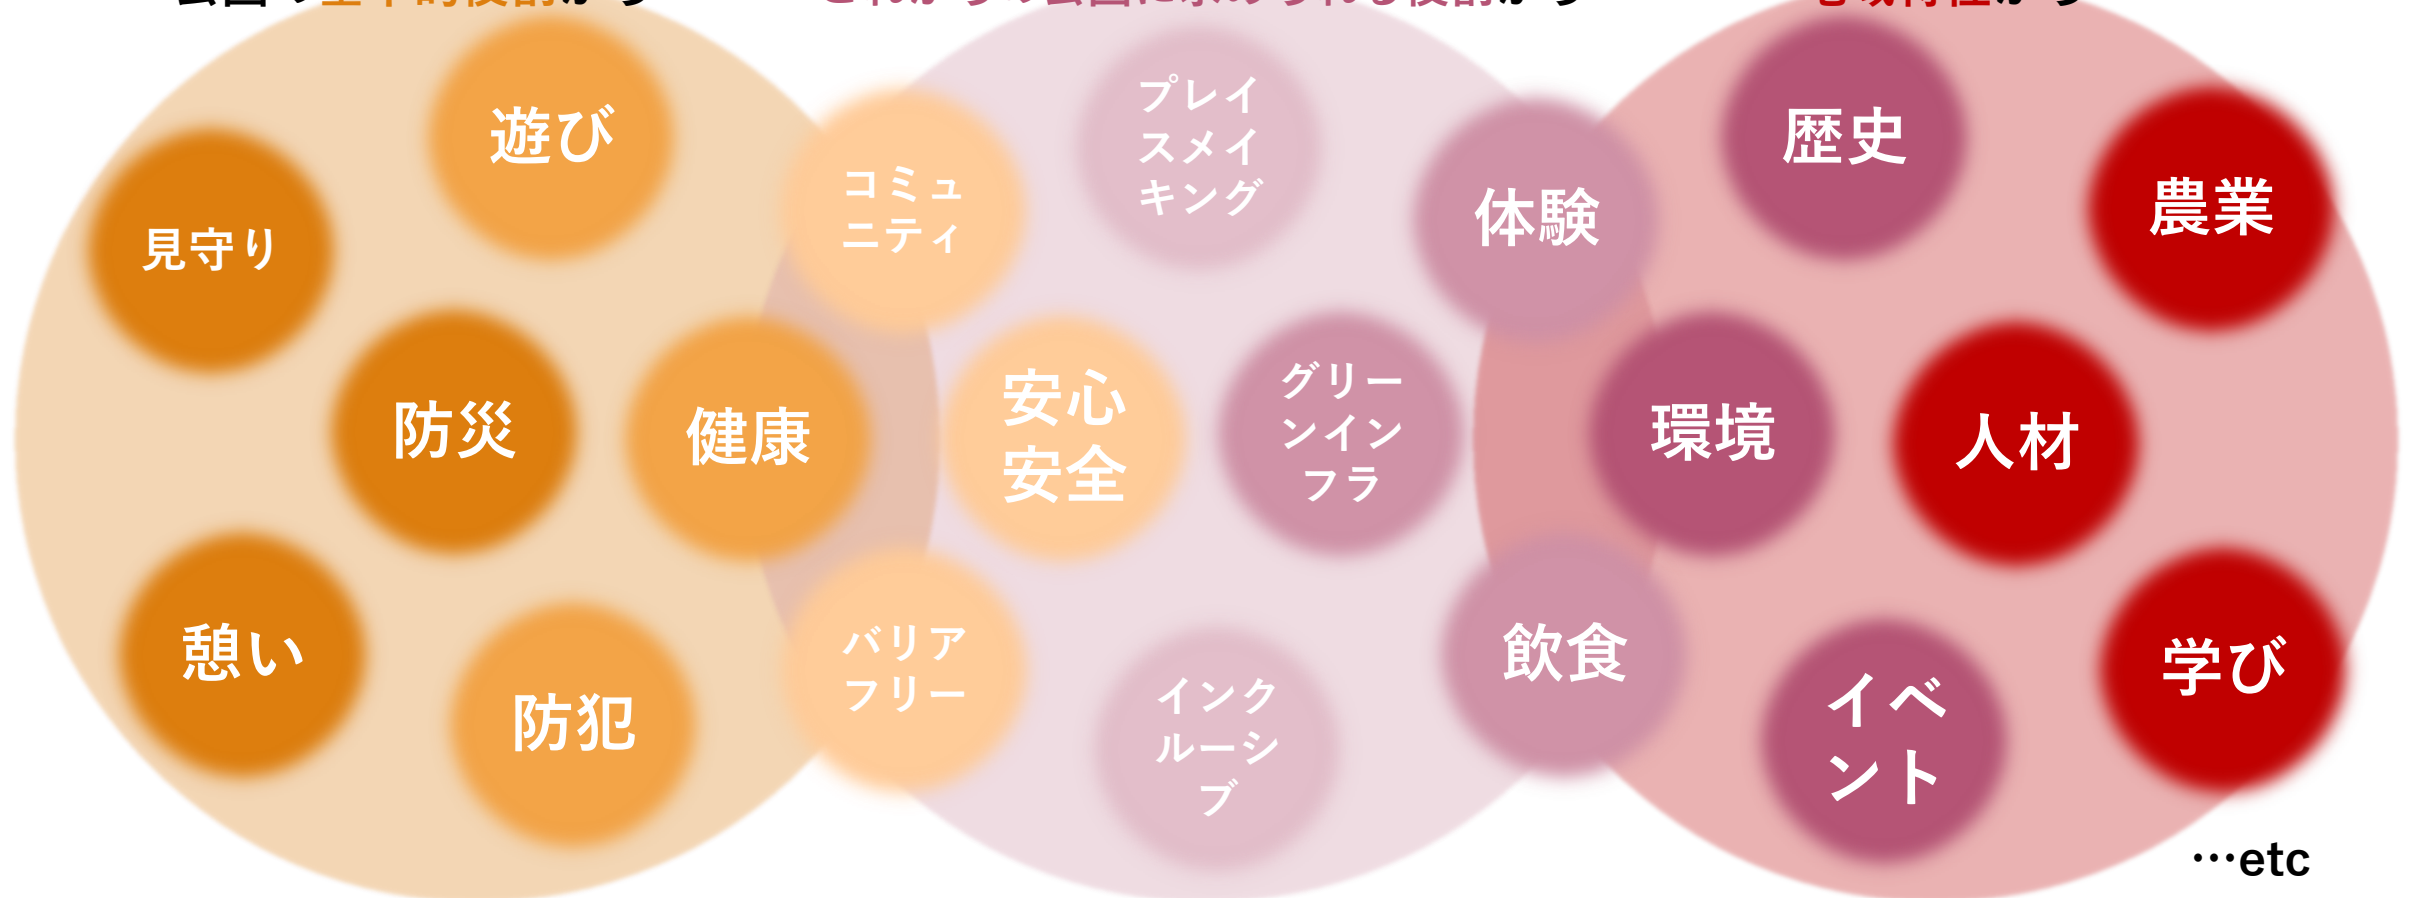 見守り
遊び
防災
健康
憩い
防犯
コミュ
ニティ
安心
安全
バリア
フリー
プレイ
スメイ
キング
グリー
ンイン
フラ
インク
ルーシ
ブ
体験
飲食
歴史
環境
イベ
ント
農業
人材
学び
…etc